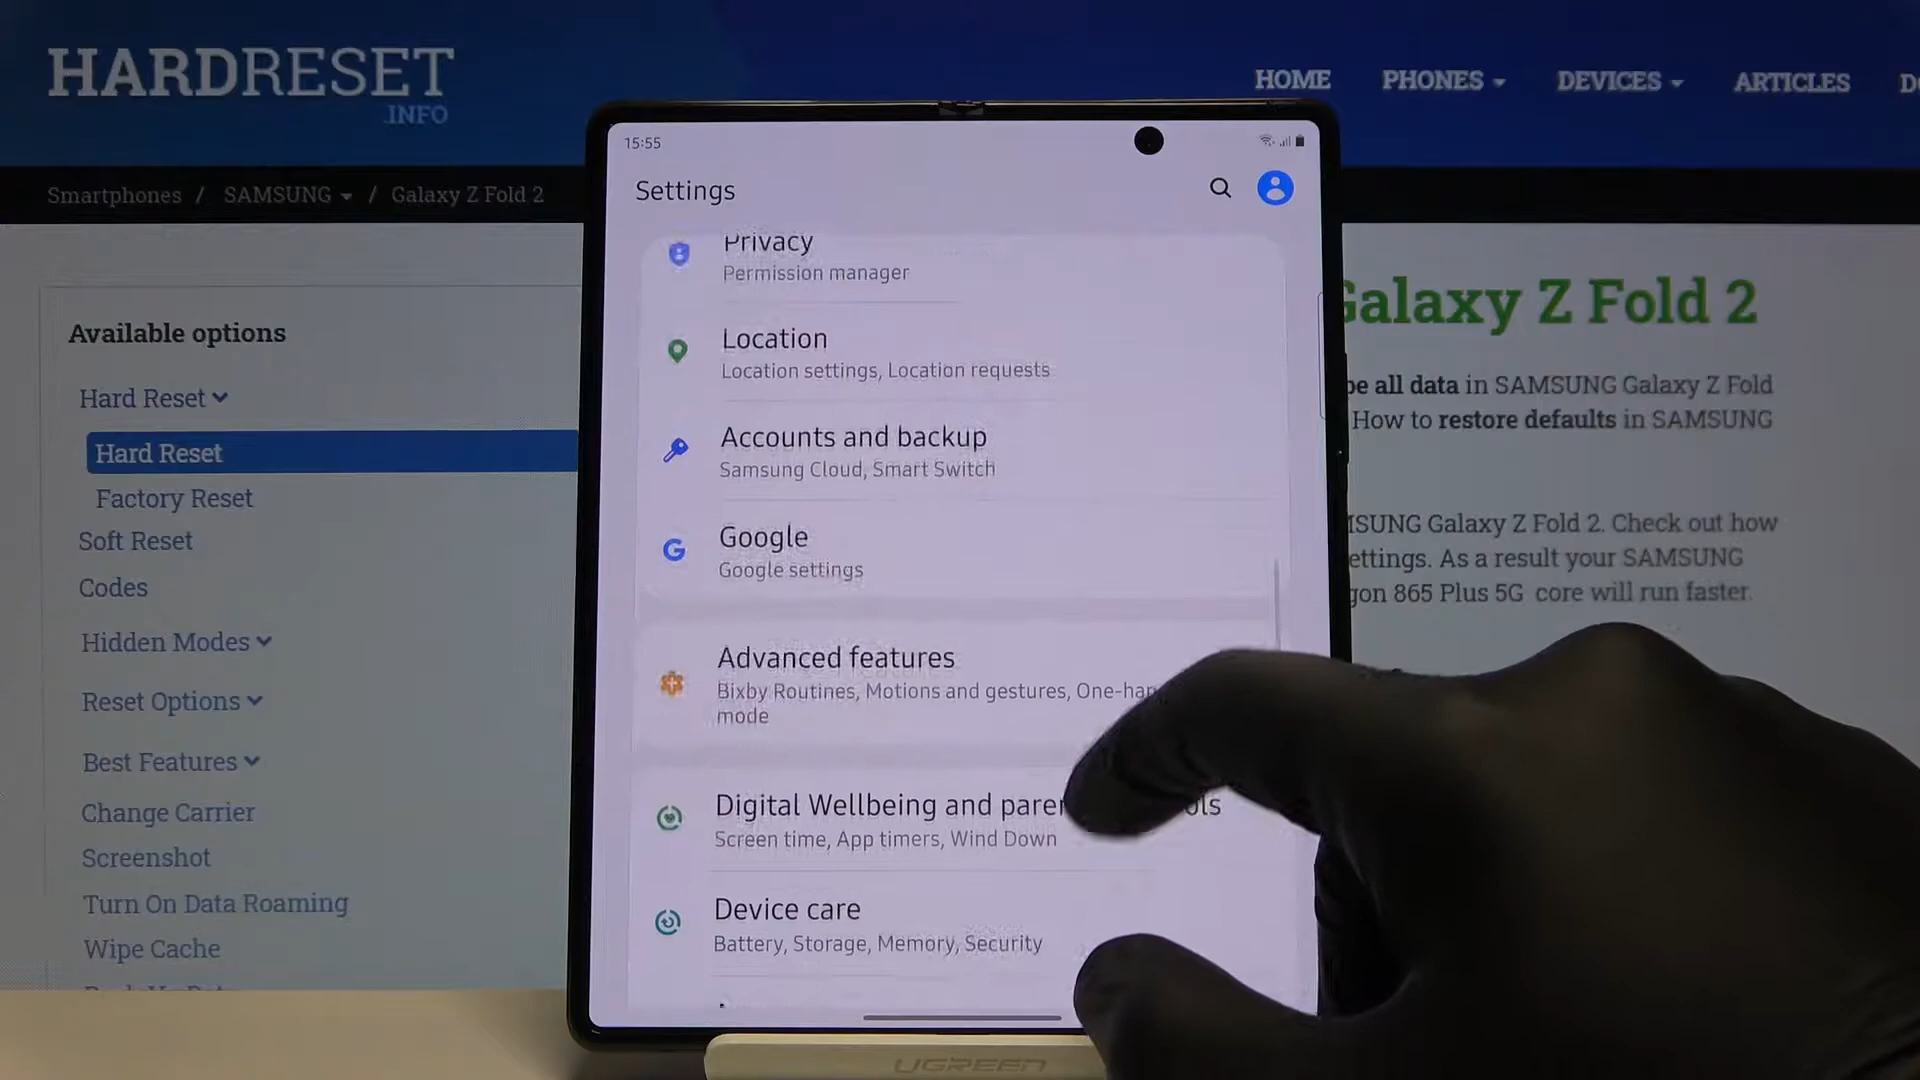 HARDRESET
.INFO
HOME PHONES DEVICES ARTICLES
Smartphones / SAMSUNG / Galaxy Z Fold 2
Available options
Hard Reset
Hard Reset
Factory Reset
Soft Reset
Codes
Hidden Modes
Reset Options
Best Features
Change Carrier
Screenshot
Turn On Data Roaming
Wipe Cache
15:55
Settings
Privacy
Permission manager
Location
Location settings, Location requests
Accounts and backup
Samsung Cloud, Smart Switch
Google
Google settings
Advanced features
Bixby Routines, Motions and gestures, One-han
mode
Digital Wellbeing and paren ols
Screen time, App timers, Wind Down
Device care
Battery, Storage, Memory, Security
UGREEN
Galaxy Z Fold 2
pe all data in SAMSUNG Galaxy Z Fold
How to restore defaults in SAMSUNG
MSUNG Galaxy Z Fold 2. Check out how
ettings. As a result your SAMSUNG
gon 865 Plus 5G core will run faster.